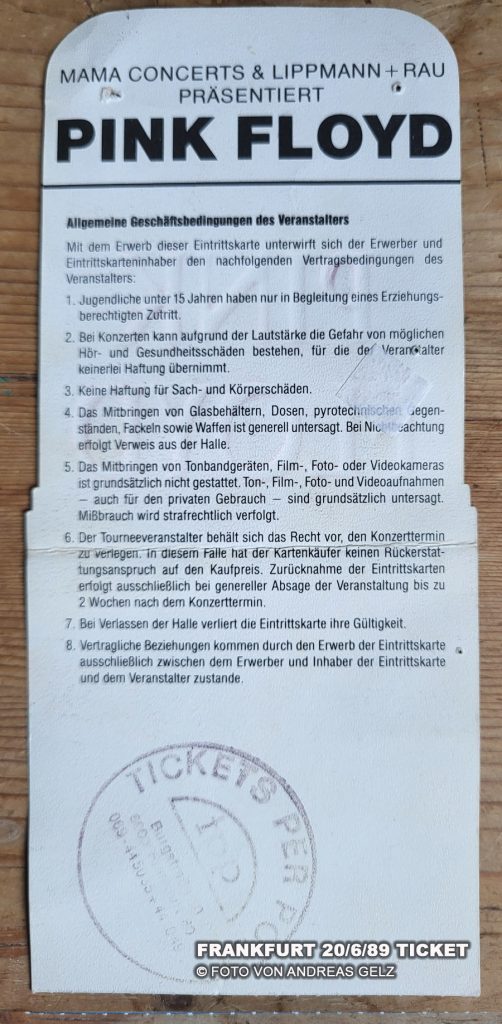 MAMA CONCERTS & LIPPMANN + RAU
PRÄSENTIERT
PINK FLOYD
Allgemeine Geschäftsbedingungen des Veranstalters
Mit dem Erwerb dieser Eintrittskarte unterwirft sich der Erwerber und
Eintrittskarteninhaber den nachfolgenden Vertragsbedingungen des
Veranstalters:
1. Jugendliche unter 15 Jahren haben nur in Begleitung eines Erziehungs-
berechtigten Zutritt.
2. Bei Konzerten kann aufgrund der Lautstärke die Gefahr von möglichen
Hör- und Gesundheitsschäden bestehen, für die der Veranstalter
keinerlei Haftung übernimmt.
3. Keine Haftung für Sach- und Körperschäden.
4. Das Mitbringen von Glasbehältern, Dosen, pyrotechnischen Gegen-
ständen, Fackeln sowie Waffen ist generell untersagt. Bei Nichtbeachtung
erfolgt Verweis aus der Halle.
5. Das Mitbringen von Tonbandgeräten, Film-, Foto- oder Videokameras
ist grundsätzlich nicht gestattet. Ton-, Film-, Foto- und Videoaufnahmen
– auch für den privaten Gebrauch – sind grundsätzlich untersagt.
Mißbrauch wird strafrechtlich verfolgt.
6. Der Tourneeveranstalter behält sich das Recht vor, den Konzerttermin
zu verlegen. In diesem Falle hat der Kartenkäufer keinen Rückerstat-
tungsanspruch auf den Kaufpreis. Zurücknahme der Eintrittskarten
erfolgt ausschließlich bei genereller Absage der Veranstaltung bis zu
2 Wochen nach dem Konzerttermin.
7. Bei Verlassen der Halle verliert die Eintrittskarte ihre Gültigkeit.
8. Vertragliche Beziehungen kommen durch den Erwerb der Eintrittskarte
ausschließlich zwischen dem Erwerber und Inhaber der Eintrittskarte
und dem Veranstalter zustande.
TICKETS PER PO
FRANKFURT 20/6/89 TICKET
© FOTO VON ANDREAS GELZ